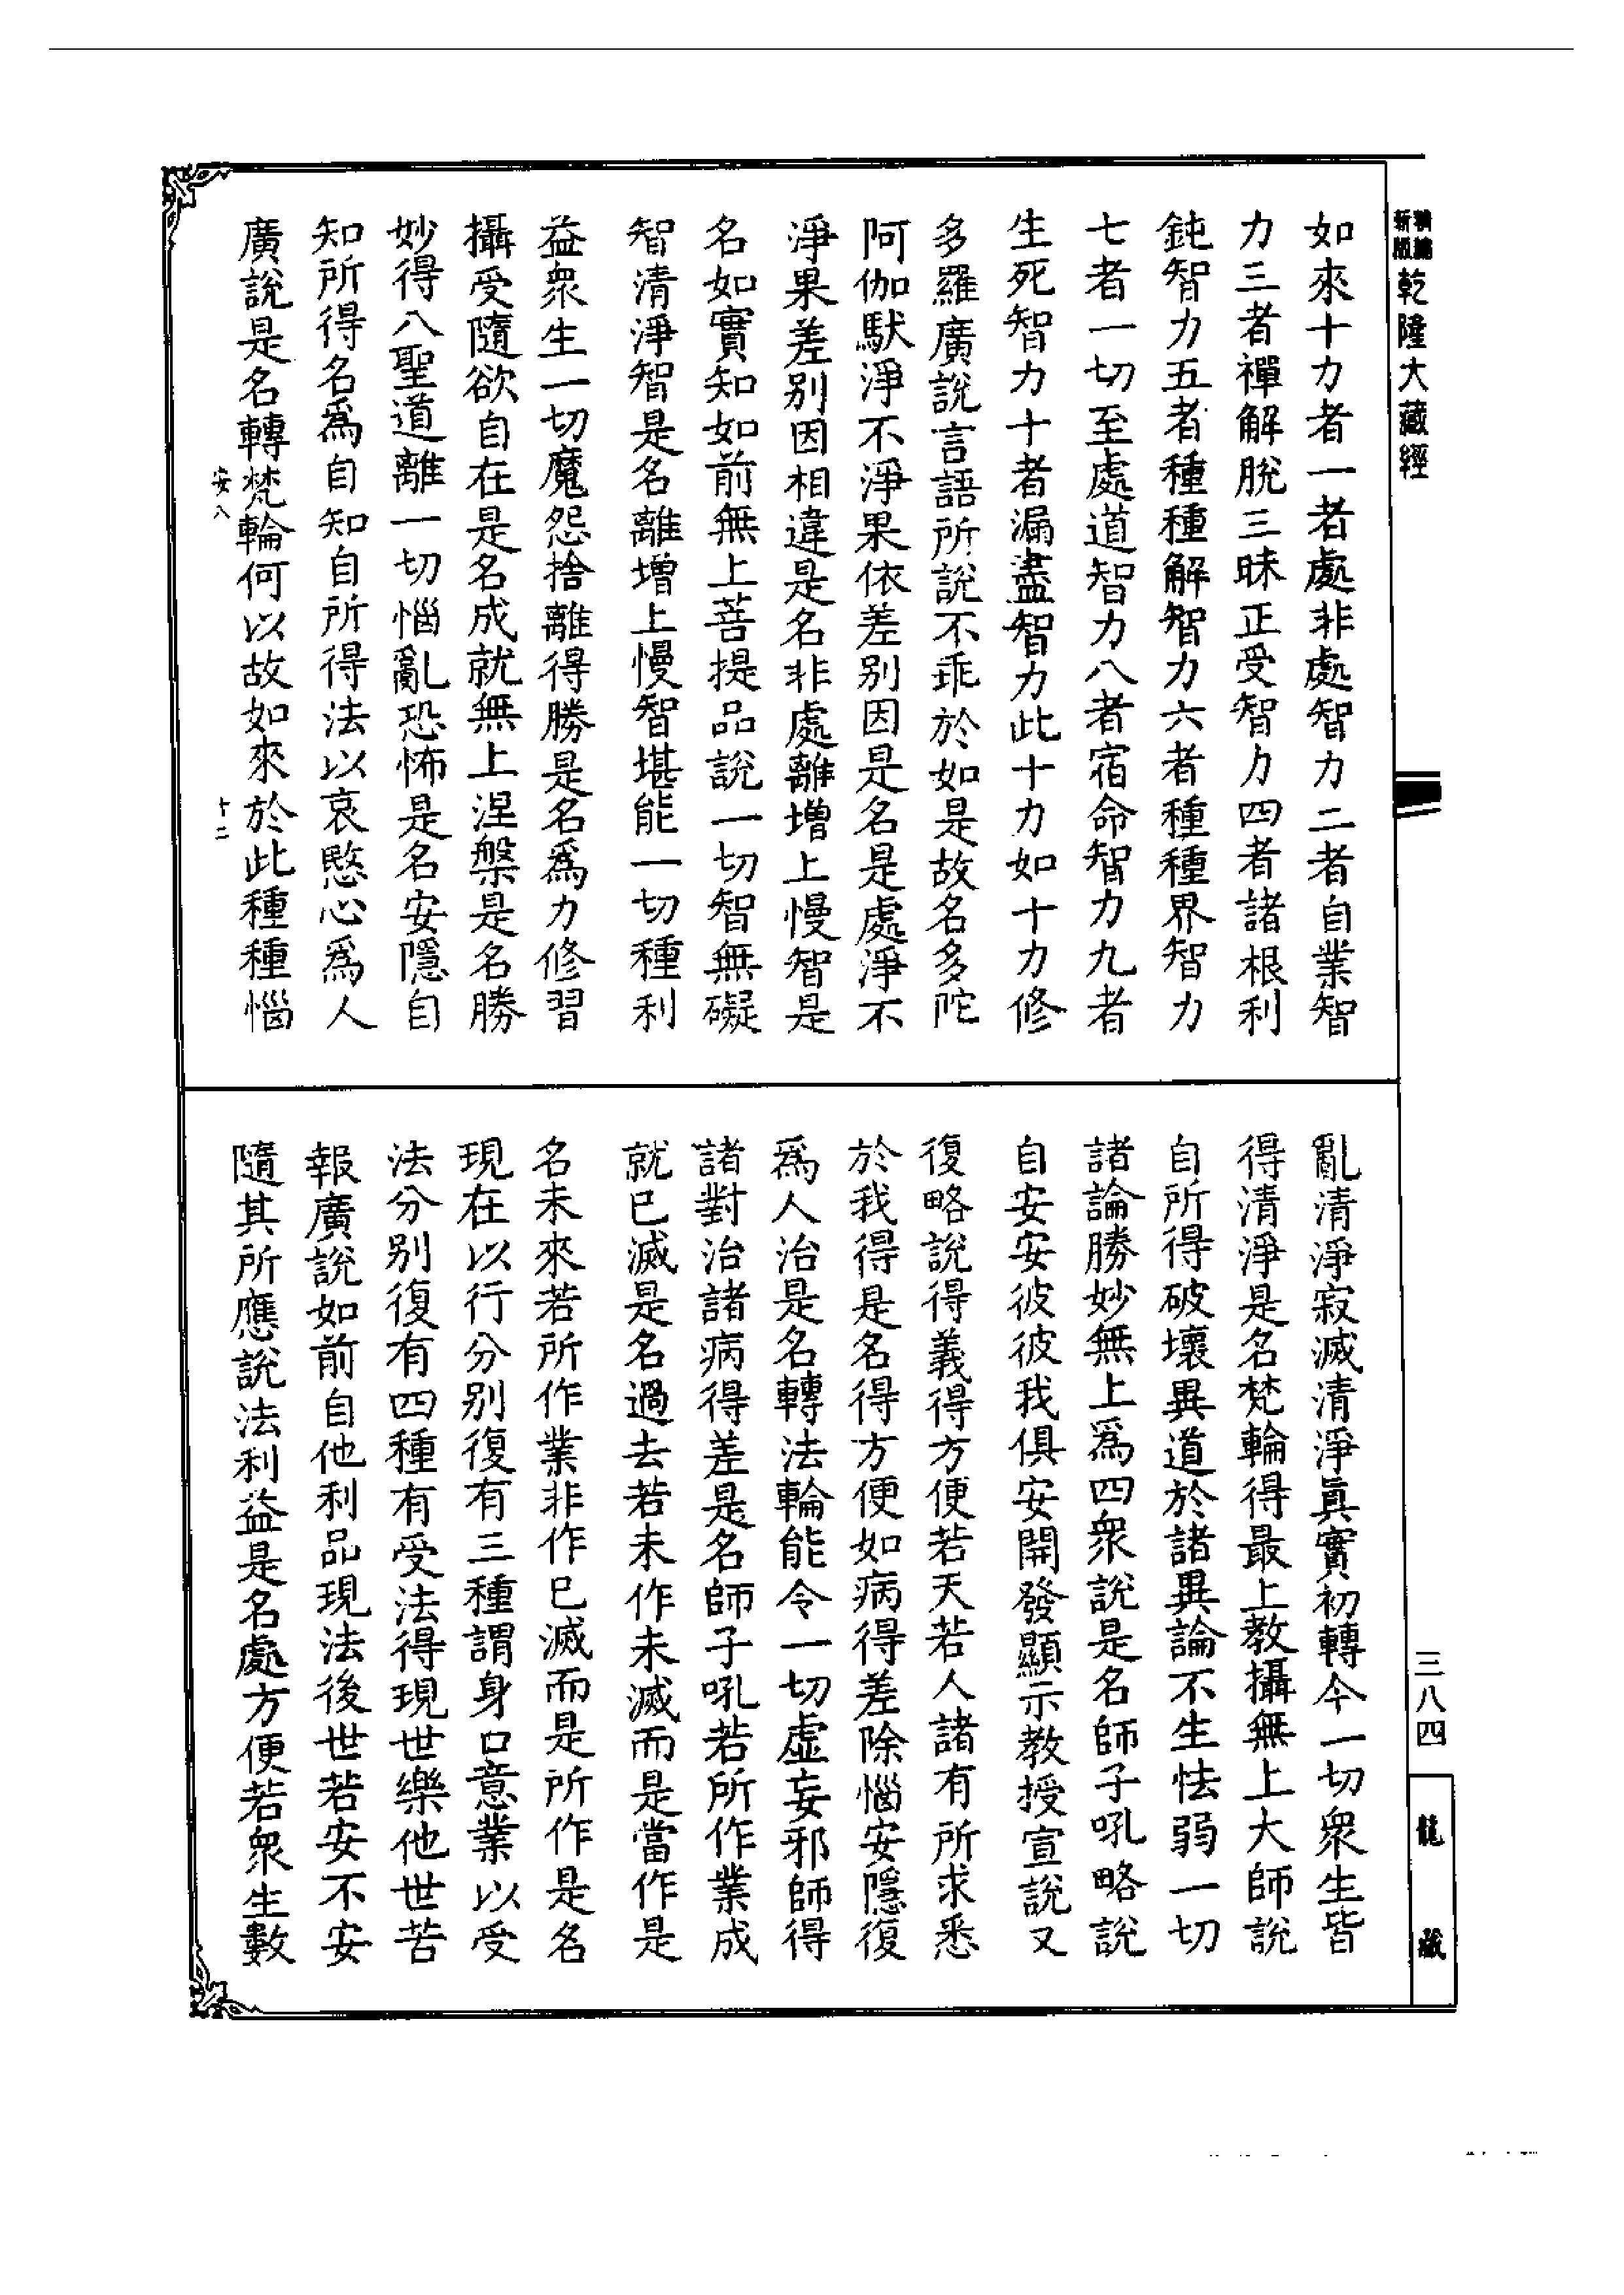 精編
新版
乾隆大藏經
如來十力者一者處非處智力二者自業智
力三者禪解脫三昧正受智力四者諸根利
鈍智力五者種種解智力六者種種界智力
七者一切至處道智力八者宿命智力九者
生死智力十者漏盡智力此十力如十力修
多羅廣說言語所說不乖於如是故名多陀
阿伽馱淨不淨果依差別因是名是處淨不
淨果差別因相違是名非處離增上慢智是
名如實知如前無上菩提品說一切智無礙
智清淨智是名離增上慢智堪能一切種利
益衆生一切魔怨捨離得勝是名爲力修習
攝受隨欲自在是名成就無上涅槃是名勝
妙得八聖道離一切惱亂恐怖是名安隱自
知所得名爲自知自所得法以哀愍心爲人
廣說是名轉梵輪何以故如來於此種種惱
安八
十二
亂清淨寂滅清淨眞實初轉今一切衆生皆
得清淨是名梵輪得最上教攝無上大師說
自所得破壞異道於諸異論不生怯弱一切
諸論勝妙無上爲四衆說是名師子吼略說
自安安彼彼我俱安開發顯示教授宣說又
復略說得義得方便若天若人諸有所求悉
於我得是名得方便如病得差除惱安隱復
爲人治是名轉法輪能令一切虛妄邪師得
諸對治諸病得差是名師子吼若所作業成
就已滅是名過去若未作未滅而是當作是
名未來若所作業非作已滅而是所作是名
現在以行分別復有三種謂身口意業以受
法分別復有四種有受法得現世樂他世苦
報廣說如前自他利品現法後世若安不安
隨其所應說法利益是名處方便若衆生數
三八四
龍藏